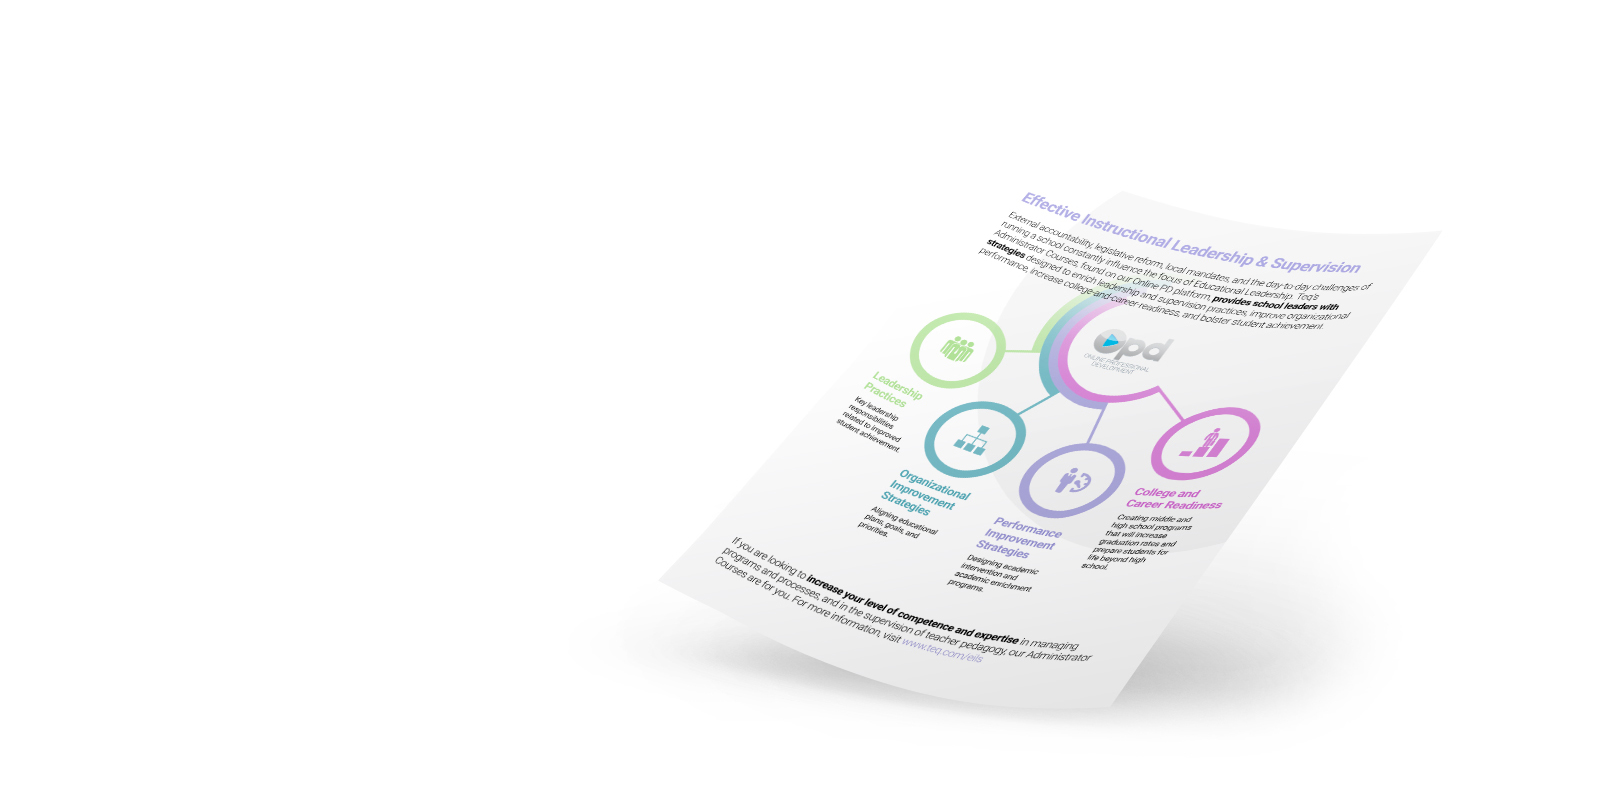 Effective Instructional Leadership & Supervision
External accountability, legislative reform, local mandates, and the day-to day challenges of
running a school constantly influence the focus of Educational Leadership. Teq's
Administrator Courses, found on our Online PD platform, provides school leaders with
strategies designed to enrich leadership and supervision practices, improve organizational
performance, increase college-and-career-readiness, and bolster student achievement.
opd
ONLINE PROFESSIONAL
DEVELOPMENT
Leadership
Practices
Key leadership
responsibilities
related to improved
student achievement
Organizational
Improvement
Strategies
Aligning educational
plans, goals, and
priorities.
Performance
Improvement
Strategies
Designing academic
intervention and
academic enrichment
programs.
College and
Career Readiness
Creating middle and
high school programs
that will increase
graduation rates and
prepare students for
life beyond high
school.
If you are looking to increase your level of competence and expertise in managing
programs and processes, and in the supervision of teacher pedagogy, our Administrator
Courses are for you. For more information, visit www.teq.com/eils